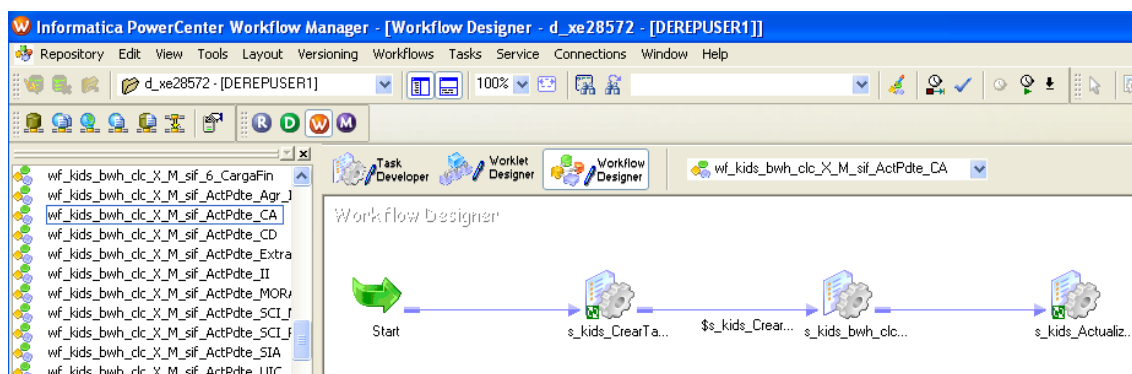 Informatica PowerCenter Workflow Manager - [Workflow Designer - d_xe28572 - [DEREPUSER1]]
Repository Edit View Tools Layout Versioning Workflows Tasks Service Connections Window Help
d_xe28572 - [DEREPUSER1] 100%
R D W M
Task Developer Worklet Designer Workflow Designer wf_kids_bwh_clc_X_M_sif_ActPdte_CA
wf_kids_bwh_clc_X_M_sif_6_CargaFin
wf_kids_bwh_clc_X_M_sif_ActPdte_Agr_
wf_kids_bwh_clc_X_M_sif_ActPdte_CA
wf_kids_bwh_clc_X_M_sif_ActPdte_CD
wf_kids_bwh_clc_X_M_sif_ActPdte_Extra
wf_kids_bwh_clc_X_M_sif_ActPdte_II
wf_kids_bwh_clc_X_M_sif_ActPdte_MOR
wf_kids_bwh_clc_X_M_sif_ActPdte_SCI_
wf_kids_bwh_clc_X_M_sif_ActPdte_SCI_
wf_kids_bwh_clc_X_M_sif_ActPdte_SIA
wf_kids_bwh_clc_X_M_sif_ActPdte_UIC
Workflow Designer
Start
s_kids_CrearTa...
$s_kids_Crear...
s_kids_bwh_clc...
s_kids_Actualiz...